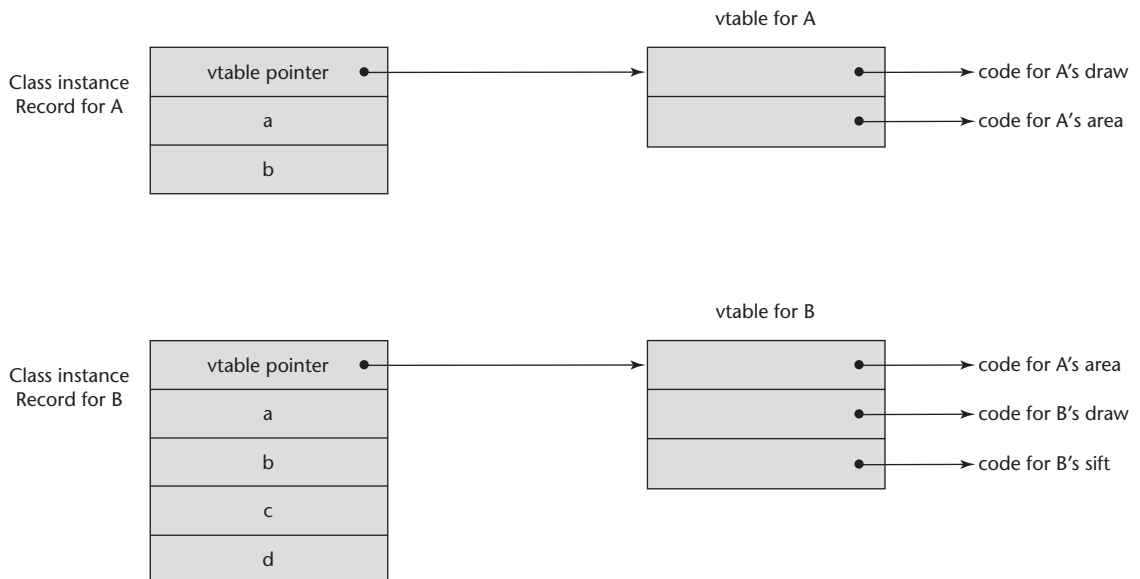 vtable for A
Class instance
Record for A
vtable pointer
code for A's draw
a
code for A's area
b
vtable for B
Class instance
Record for B
vtable pointer
code for A's area
a
code for B's draw
b
code for B's sift
c
d